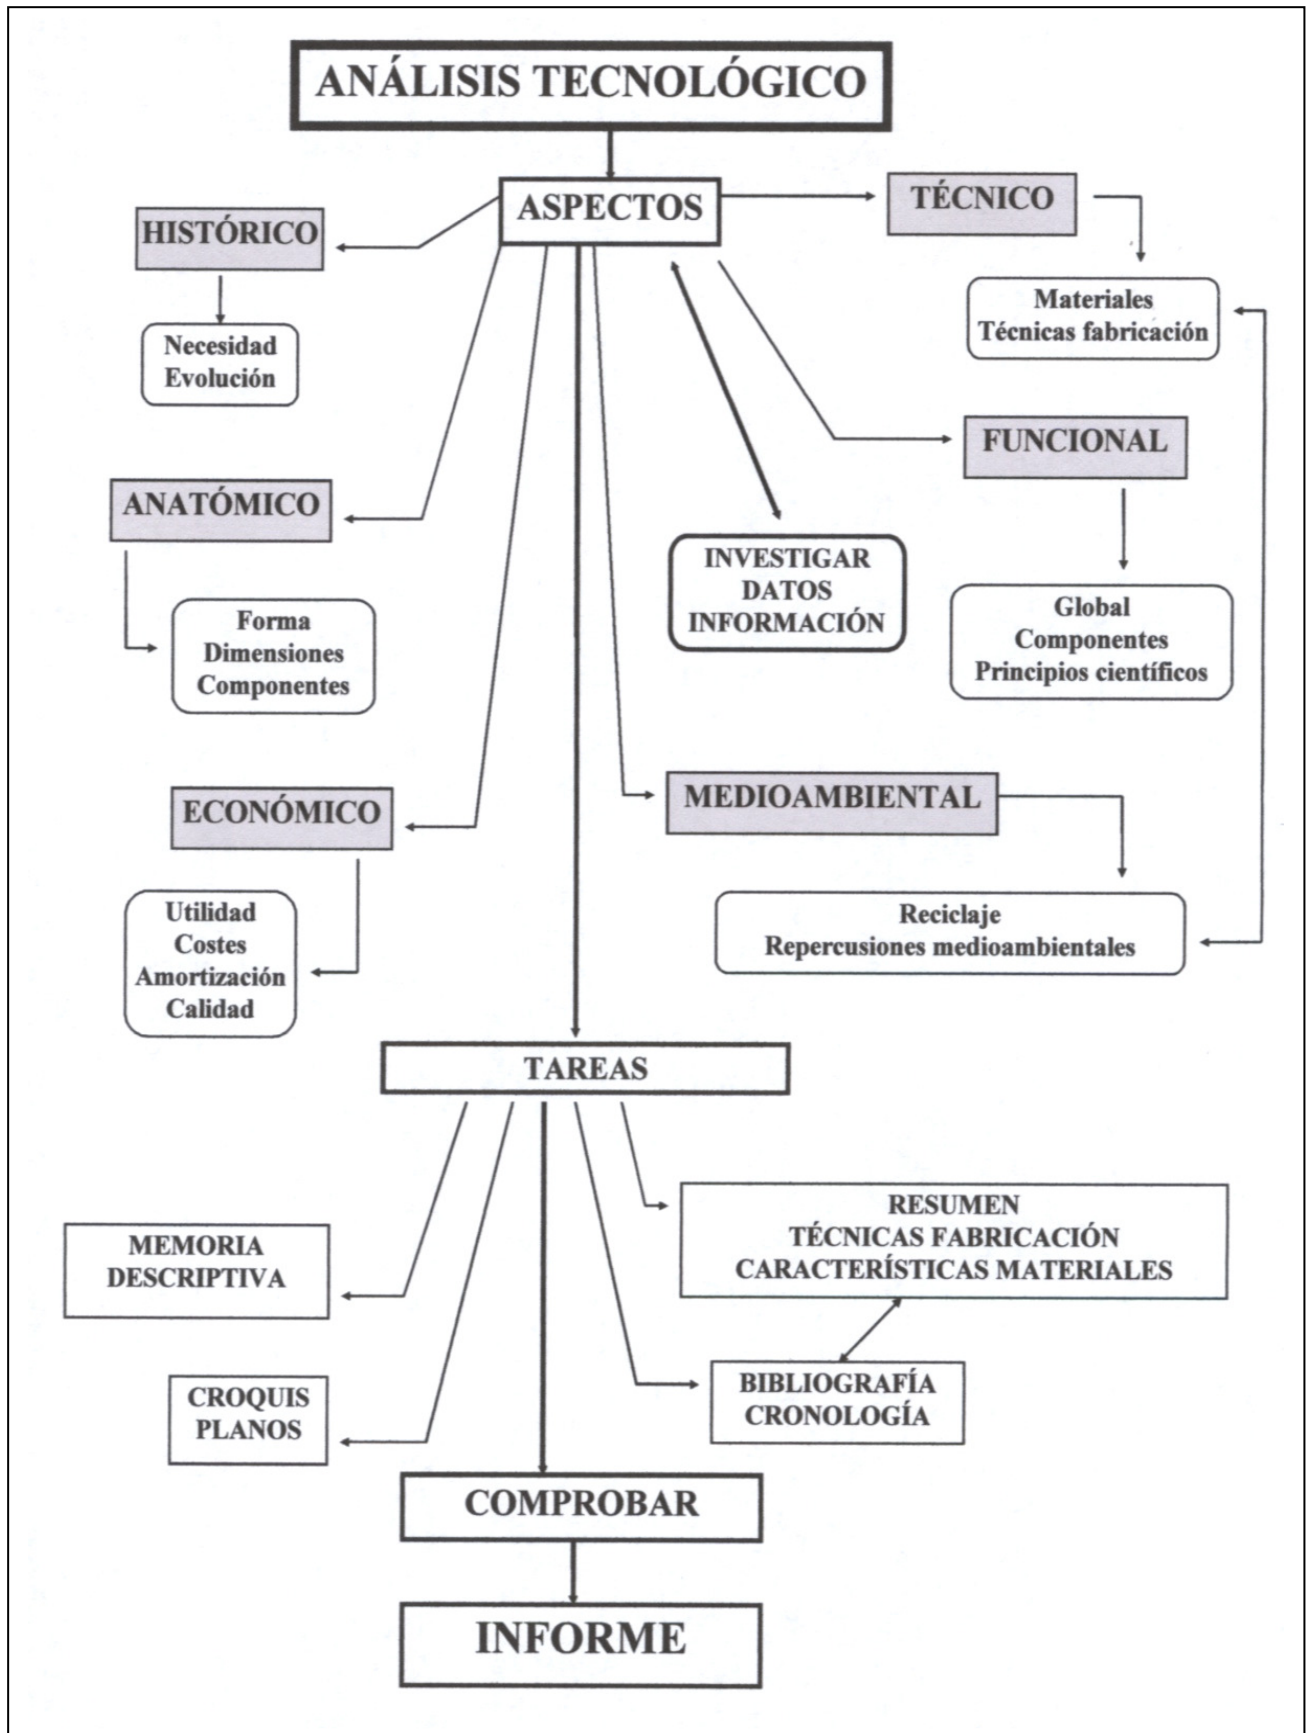 ANÁLISIS TECNOLÓGICO
ASPECTOS
TÉCNICO
HISTÓRICO
Materiales
Técnicas fabricación
Necesidad
Evolución
FUNCIONAL
ANATÓMICO
INVESTIGAR
DATOS
INFORMACIÓN
Global
Componentes
Principios científicos
Forma
Dimensiones
Componentes
MEDIOAMBIENTAL
ECONÓMICO
Utilidad
Costes
Amortización
Calidad
Reciclaje
Repercusiones medioambientales
TAREAS
RESUMEN
TÉCNICAS FABRICACIÓN
CARACTERÍSTICAS MATERIALES
MEMORIA
DESCRIPTIVA
BIBLIOGRAFÍA
CRONOLOGÍA
CROQUIS
PLANOS
COMPROBAR
INFORME